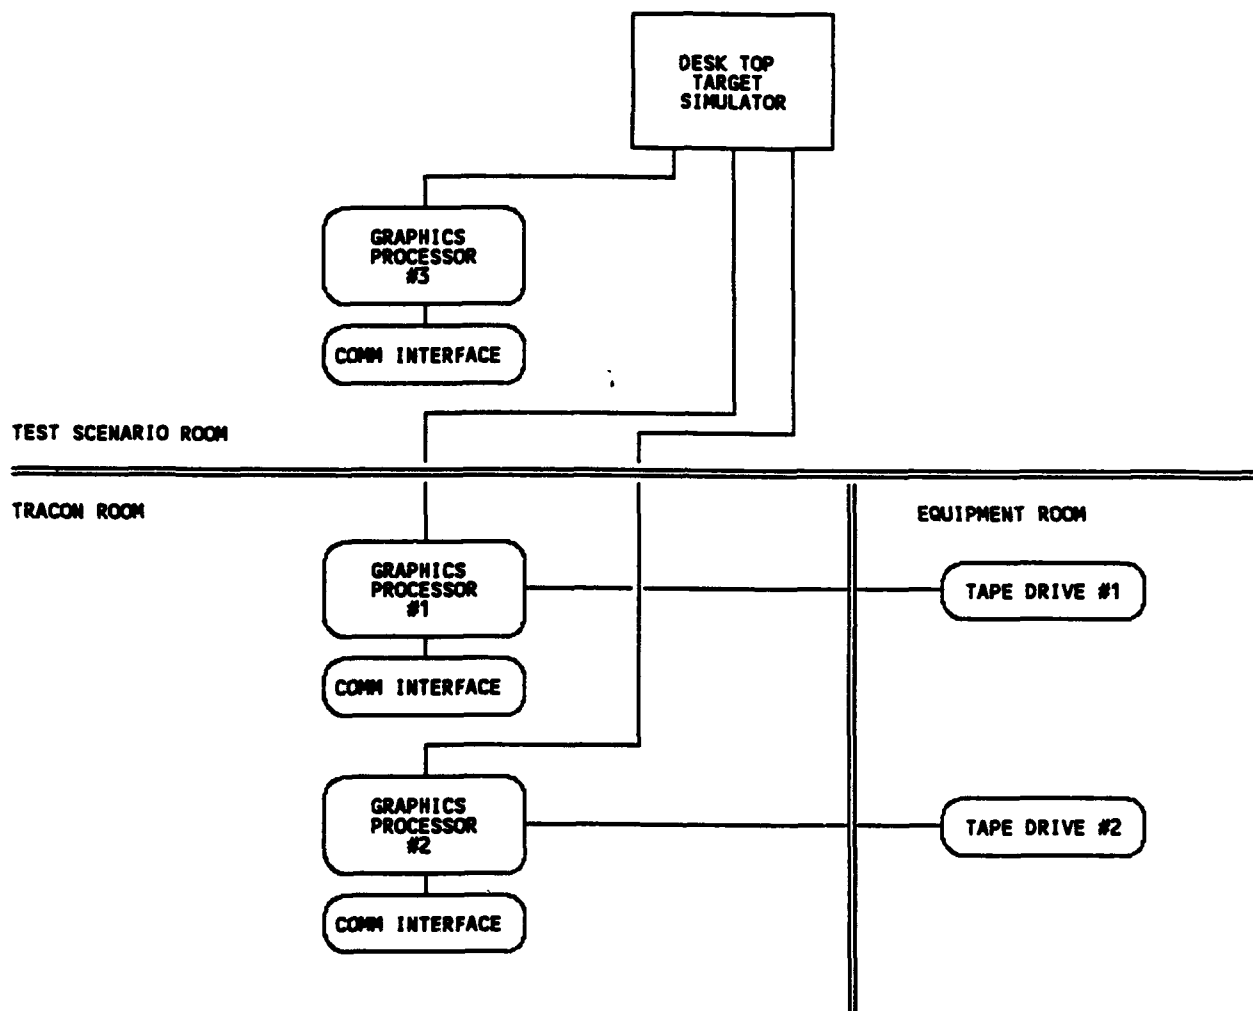 DESK TOP
TARGET
SIMULATOR
GRAPHICS
PROCESSOR
#3
COMM INTERFACE
TEST SCENARIO ROOM
TRACON ROOM
EQUIPMENT ROOM
GRAPHICS
PROCESSOR
#1
TAPE DRIVE #1
COMM INTERFACE
GRAPHICS
PROCESSOR
#2
TAPE DRIVE #2
COMM INTERFACE